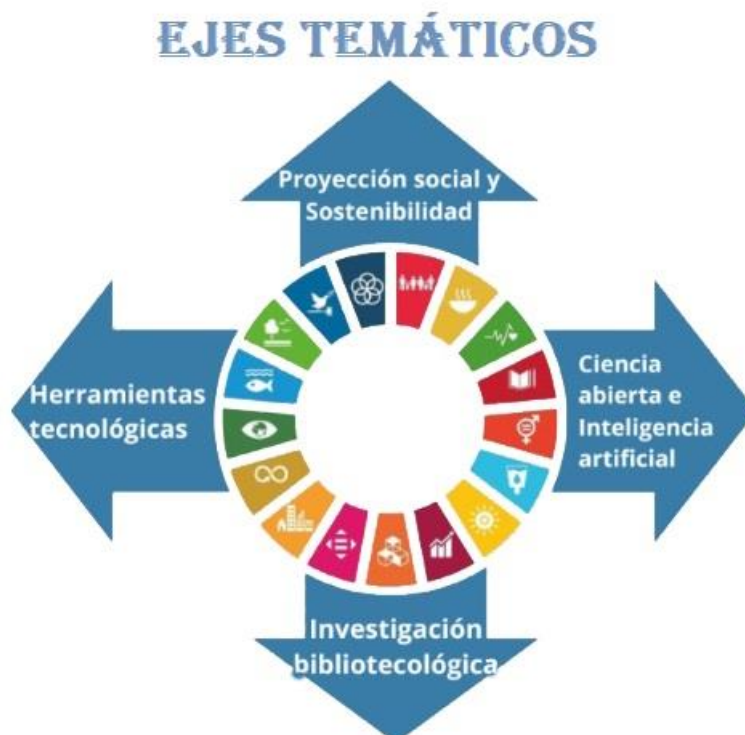 EJES TEMÁTICOS
Proyección social y
Sostenibilidad
Herramientas
tecnológicas
Ciencia
abierta e
Inteligencia
artificial
Investigación
bibliotecológica